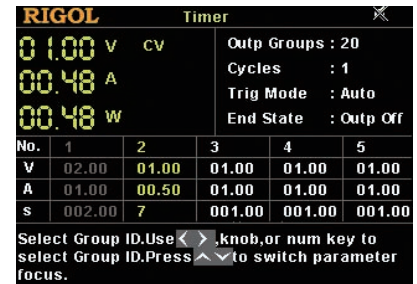 RIGOL Timer
01.00 V CV
00.48 A
00.48 W
Outp Groups : 20
Cycles : 1
Trig Mode : Auto
End State : Outp Off
No. 1 2 3 4 5
V 02.00 01.00 01.00 01.00 01.00
A 01.00 00.50 01.00 01.00 01.00
s 002.00 7 001.00 001.00 001.00
Select Group ID.Use < > ,knob,or num key to
select Group ID.Press ∧ ∨ to switch parameter
focus.